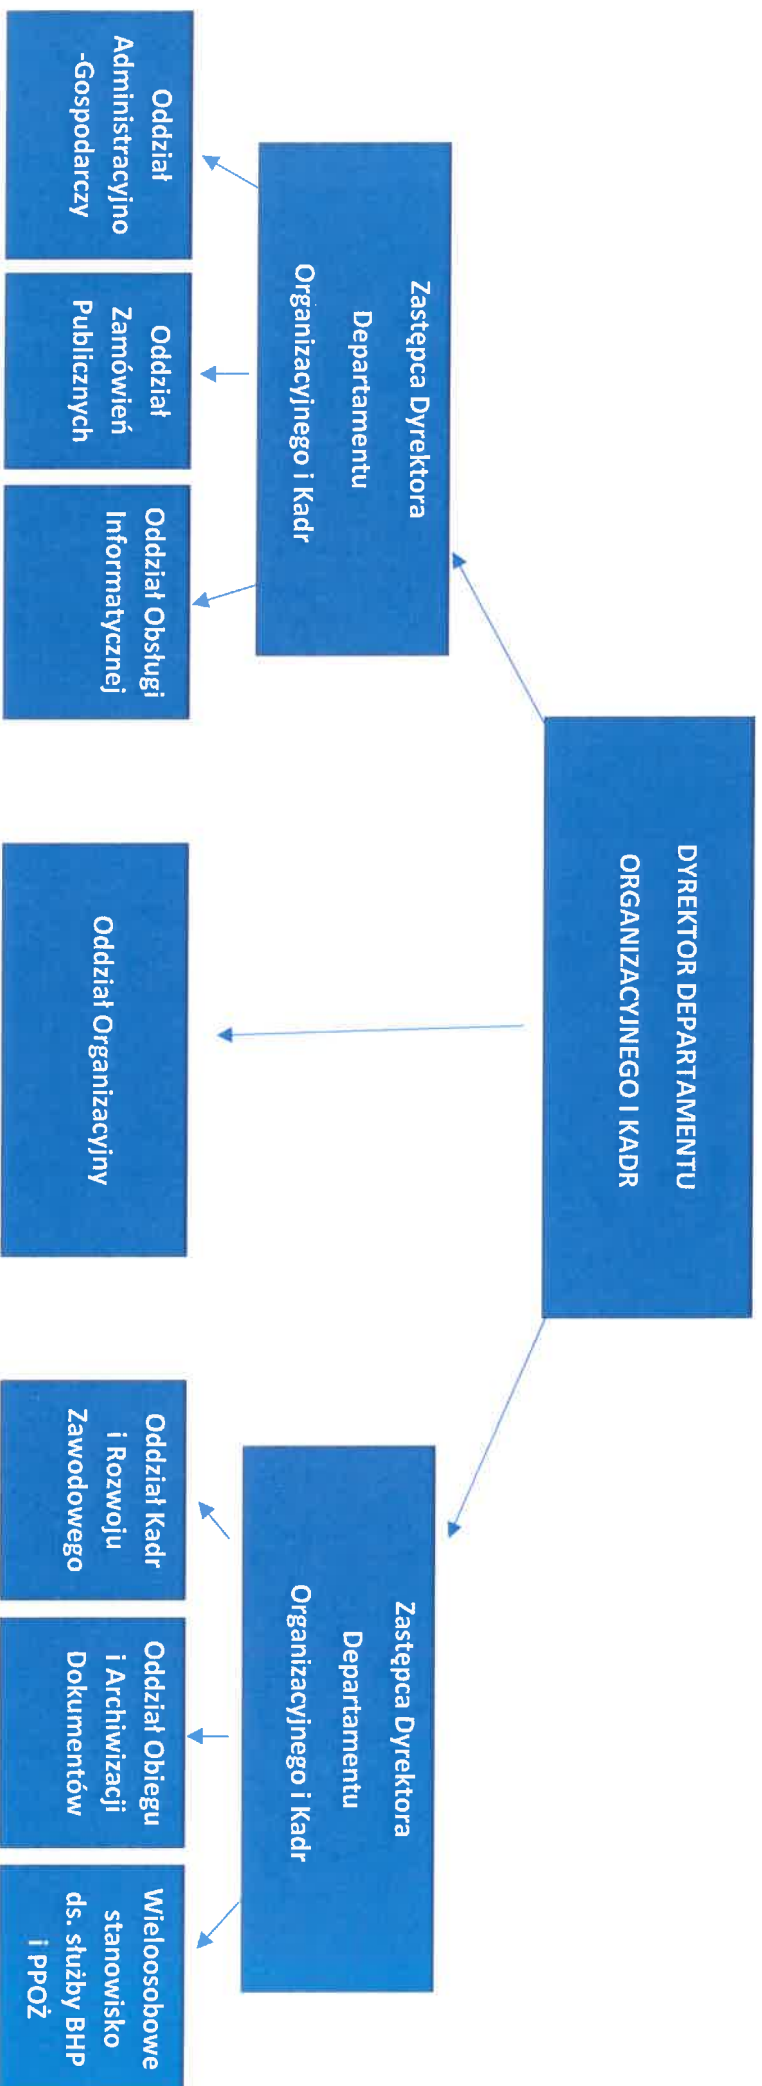 DYREKTOR DEPARTAMENTU
ORGANIZACYJNEGO I KADR
Zastępca Dyrektora
Departamentu
Organizacyjnego i Kadr
Zastępca Dyrektora
Departamentu
Organizacyjnego i Kadr
Oddział
Administracyjno
-Gospodarczy
Oddział
Zamówień
Publicznych
Oddział Obsługi
Informatycznej
Oddział Organizacyjny
Oddział Kadr
i Rozwoju
Zawodowego
Oddział Obiegu
i Archiwizacji
Dokumentów
Wieloosobowe
stanowisko
ds. służby BHP
i PPOŻ